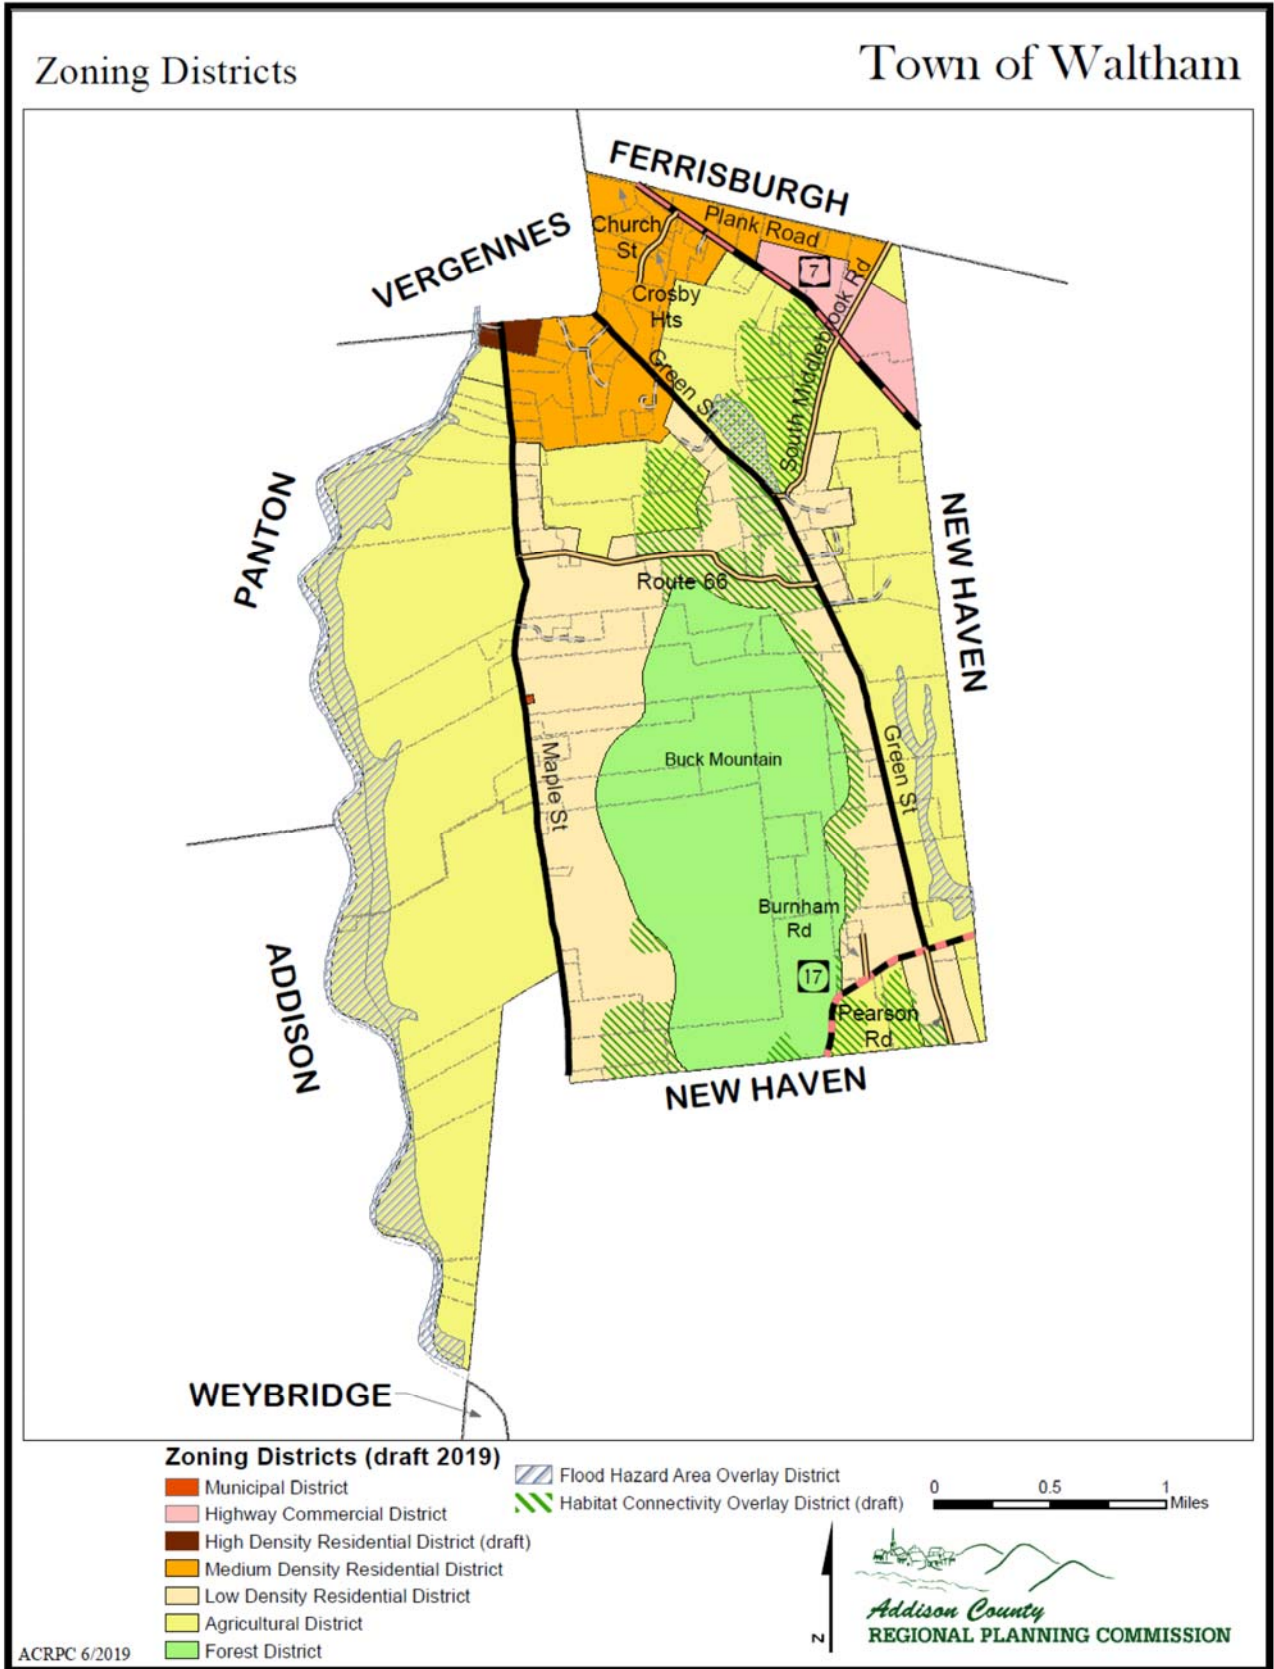 Zoning Districts
Town of Waltham
FERRISBURGH
VERGENNES
Church
St
Plank Road
7
Crosby
Hts
Green St
South Middlebrook Rd
PANTON
NEW HAVEN
Route 66
Buck Mountain
Maple St
Green St
Burnham
Rd
17
ADDISON
Pearson
Rd
NEW HAVEN
WEYBRIDGE
Zoning Districts (draft 2019)
Municipal District
Highway Commercial District
High Density Residential District (draft)
Medium Density Residential District
Low Density Residential District
Agricultural District
Forest District
Flood Hazard Area Overlay District
Habitat Connectivity Overlay District (draft)
0 0.5 1
Miles
N
Addison County
REGIONAL PLANNING COMMISSION
ACRPC 6/2019